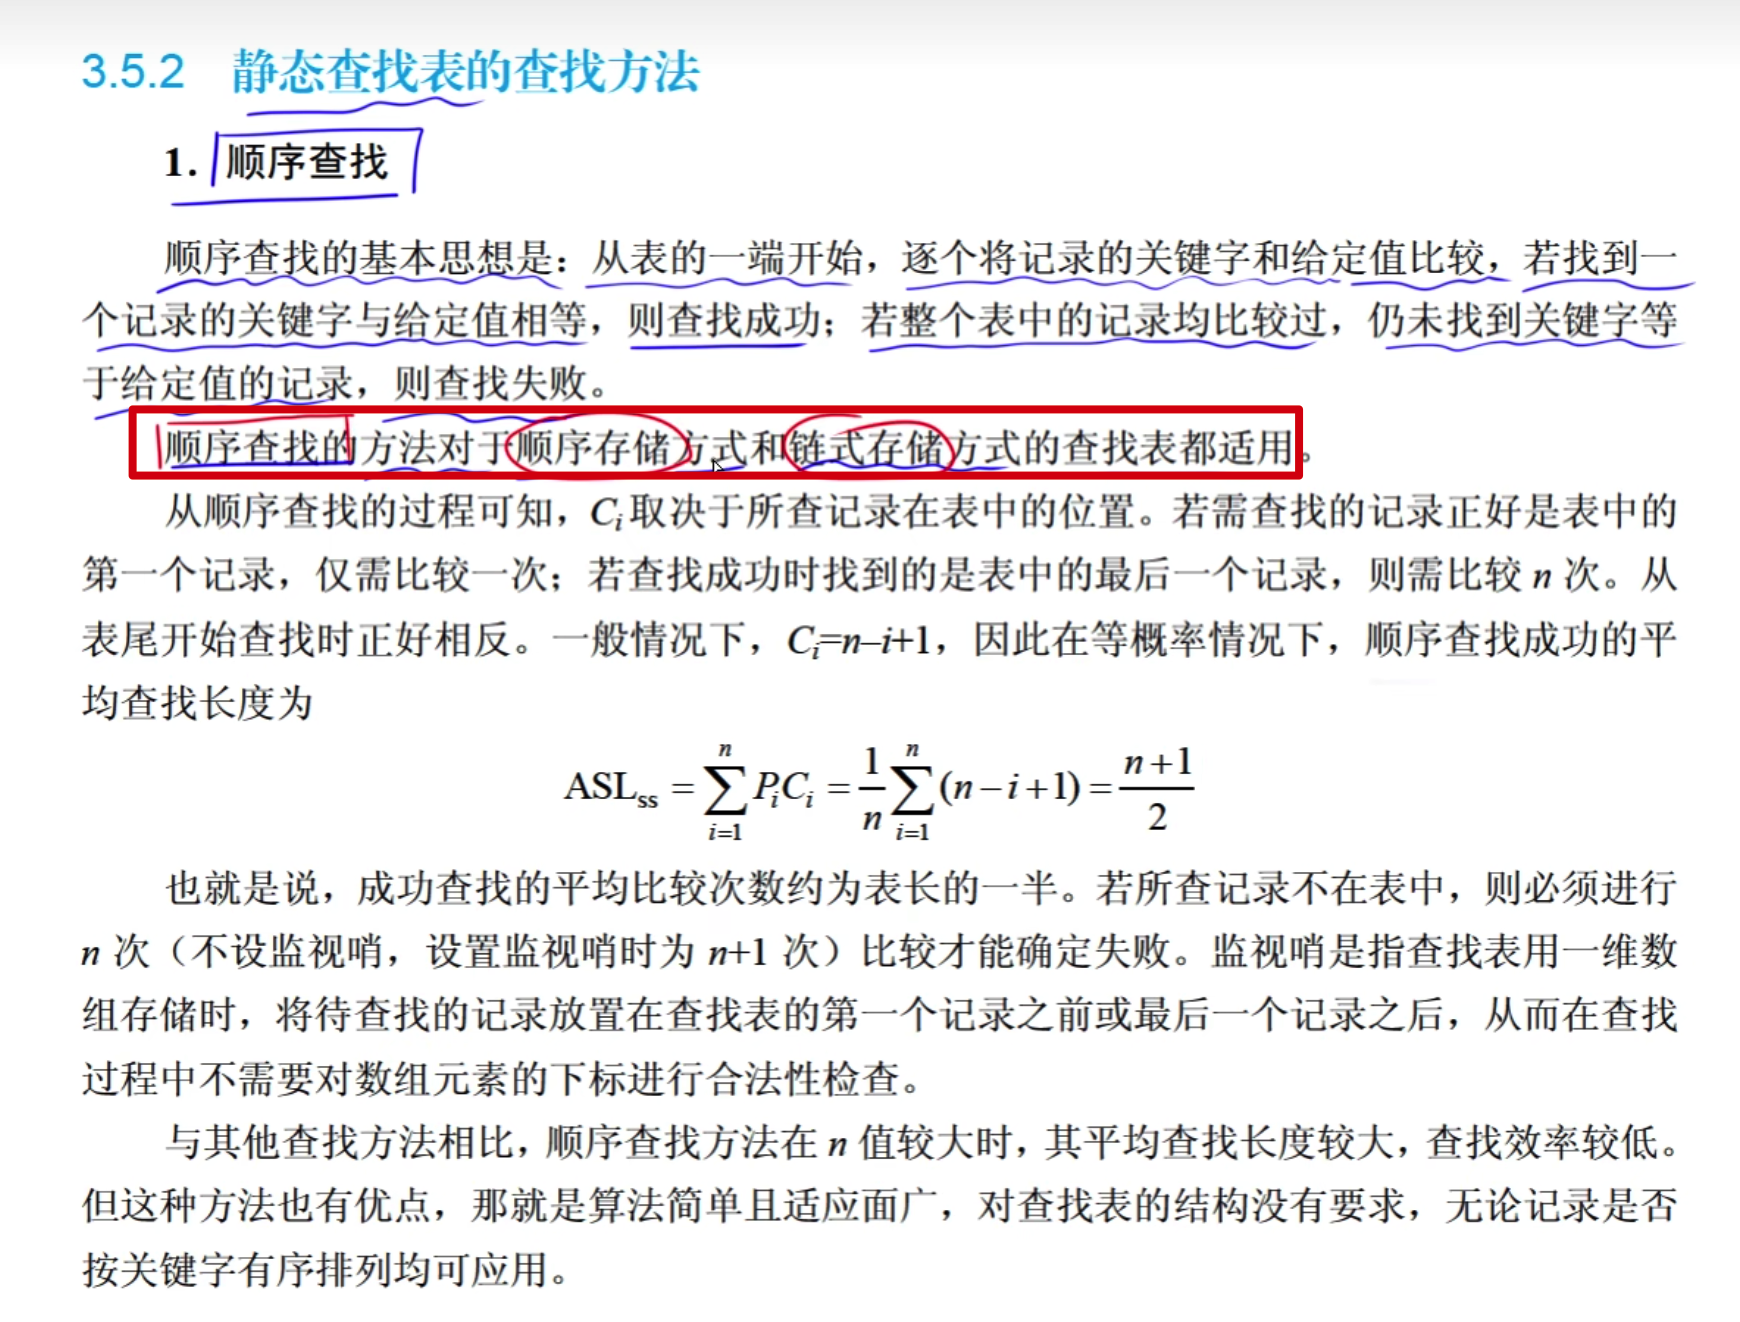 3.5.2 静态查找表的查找方法
1. 顺序查找
顺序查找的基本思想是：从表的一端开始，逐个将记录的关键字和给定值比较，若找到一
个记录的关键字与给定值相等，则查找成功；若整个表中的记录均比较过，仍未找到关键字等
于给定值的记录，则查找失败。
顺序查找的方法对于顺序存储方式和链式存储方式的查找表都适用。
从顺序查找的过程可知，Cᵢ取决于所查记录在表中的位置。若需查找的记录正好是表中的
第一个记录，仅需比较一次；若查找成功时找到的是表中的最后一个记录，则需比较 n 次。从
表尾开始查找时正好相反。一般情况下，Cᵢ=n–i+1，因此在等概率情况下，顺序查找成功的平
均查找长度为
ASLₛₛ = ∑_{i=1}^{n} PᵢCᵢ = 1/n ∑_{i=1}^{n} (n−i+1) = (n+1)/2
也就是说，成功查找的平均比较次数约为表长的一半。若所查记录不在表中，则必须进行
n 次（不设监视哨，设置监视哨时为 n+1 次）比较才能确定失败。监视哨是指查找表用一维数
组存储时，将待查找的记录放置在查找表的第一个记录之前或最后一个记录之后，从而在查找
过程中不需要对数组元素的下标进行合法性检查。
与其他查找方法相比，顺序查找方法在 n 值较大时，其平均查找长度较大，查找效率较低。
但这种方法也有优点，那就是算法简单且适应面广，对查找表的结构没有要求，无论记录是否
按关键字有序排列均可应用。